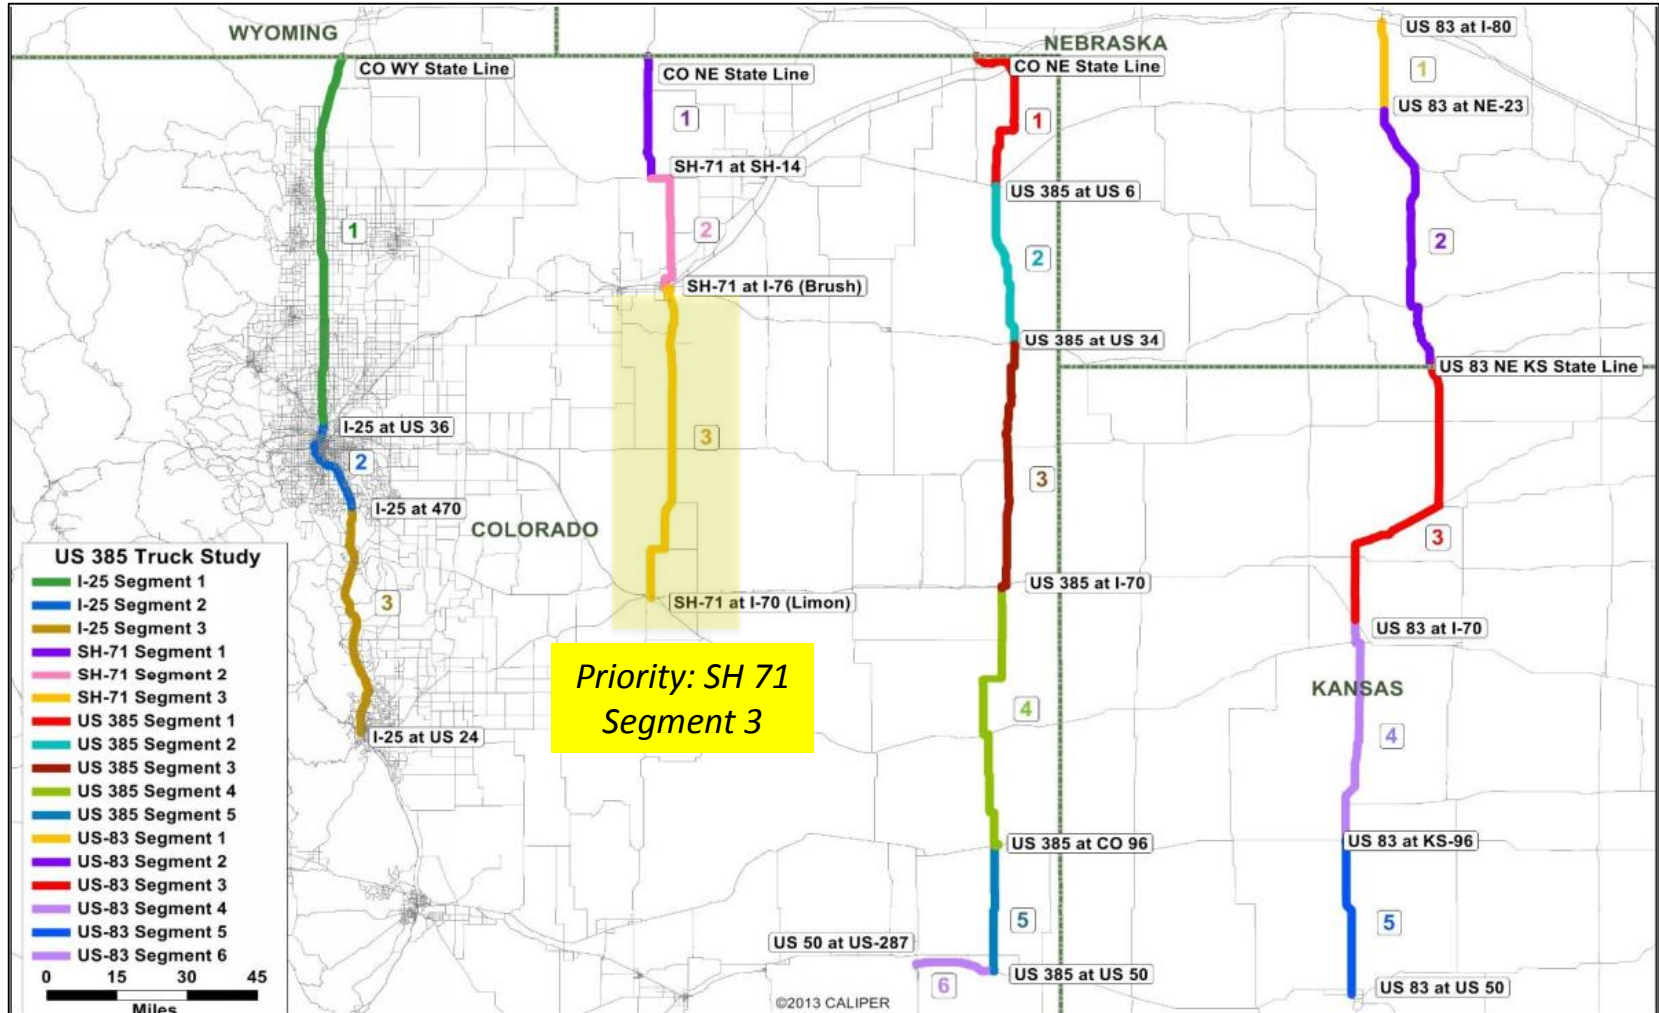 WYOMING
CO WY State Line
CO NE State Line
NEBRASKA
CO NE State Line
US 83 at I-80
1
US 83 at NE-23
1
SH-71 at SH-14
1
US 385 at US 6
1
2
2
2
SH-71 at I-76 (Brush)
US 385 at US 34
US 83 NE KS State Line
I-25 at US 36
3
2
3
I-25 at 470
COLORADO
3
US 385 at I-70
3
SH-71 at I-70 (Limon)
US 83 at I-70
Priority: SH 71
Segment 3
KANSAS
4
4
I-25 at US 24
US 385 at CO 96
US 83 at KS-96
5
5
US 50 at US-287
US 385 at US 50
6
US 83 at US 50
©2013 CALIPER
US 385 Truck Study
I-25 Segment 1
I-25 Segment 2
I-25 Segment 3
SH-71 Segment 1
SH-71 Segment 2
SH-71 Segment 3
US 385 Segment 1
US 385 Segment 2
US 385 Segment 3
US 385 Segment 4
US 385 Segment 5
US-83 Segment 1
US-83 Segment 2
US-83 Segment 3
US-83 Segment 4
US-83 Segment 5
US-83 Segment 6
0 15 30 45
Miles